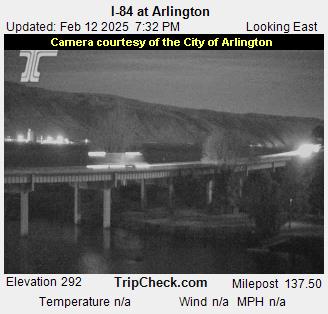 I-84 at Arlington
Updated: Feb 12 2025  7:32 PM    Looking East
Camera courtesy of the City of Arlington
Elevation 292    TripCheck.com    Milepost 137.50
Temperature n/a    Wind n/a  MPH n/a